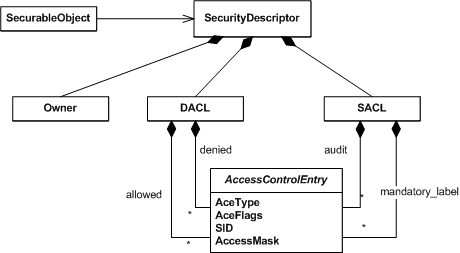 SecurableObject
SecurityDescriptor
Owner
DACL
SACL
denied
audit
allowed
mandatory_label
AccessControlEntry
AceType
AceFlags
SID
AccessMask
*
*
*
*